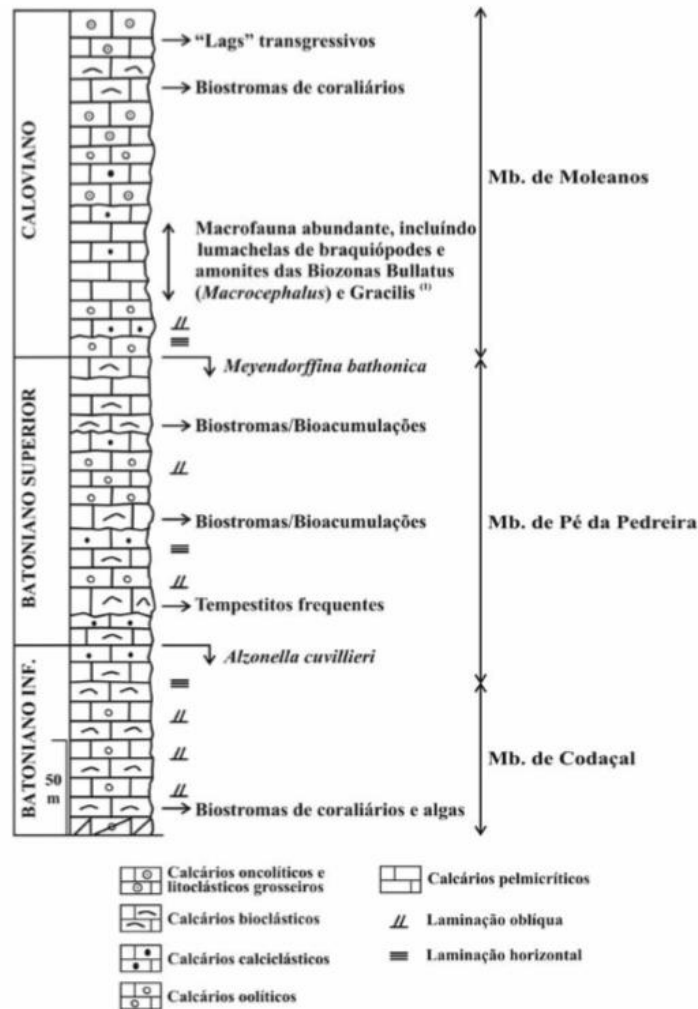 CALOVIANO
BATONIANO SUPERIOR
BATONIANO INF.
50
m
“Lags” transgressivos
Biostromas de coraliários
Macrofauna abundante, incluíndo
lumachelas de braquiópodes e
amonites das Biozonas Bullatus
(Macrocephalus) e Gracilis (1)
Meyendorffina bathonica
Biostromas/Bioacumulações
Biostromas/Bioacumulações
Tempestitos frequentes
Alzonella cuvillieri
Biostromas de coraliários e algas
Mb. de Moleanos
Mb. de Pé da Pedreira
Mb. de Codaçal
Calcários oncolíticos e
litoclásticos grosseiros
Calcários bioclásticos
Calcários calciclásticos
Calcários oolíticos
Calcários pelmicríticos
Laminação oblíqua
Laminação horizontal